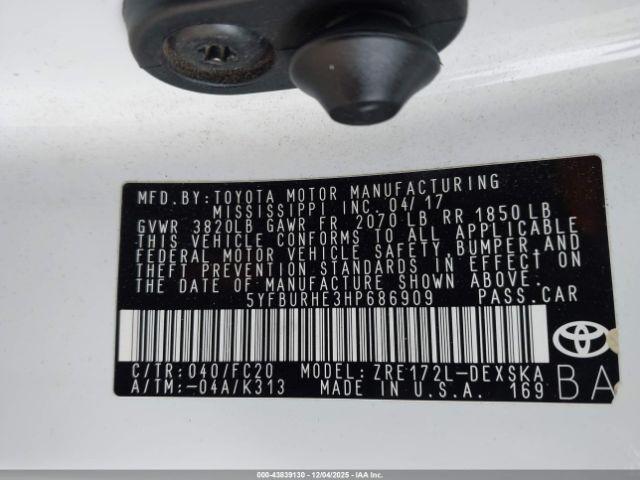 MFD. BY: TOYOTA MOTOR MANUFACTURING
MISSISSIPPI, INC. 04/17
GVWR 3820LB GAWR FR 2070 LB RR 1850 LB
THIS VEHICLE CONFORMS TO ALL APPLICABLE
FEDERAL MOTOR VEHICLE SAFETY, BUMPER AND
THEFT PREVENTION STANDARDS IN EFFECT ON
THE DATE OF MANUFACTURE SHOWN ABOVE.
5YFBURHE3HP686909 PASS.CAR
C/TR: 040/FC20 MODEL: ZRE172L-DEXSKA
A/TM: -04A/K313 MADE IN U.S.A. 169
BA
000-43839130 - 12/04/2025 - IAAI.COM